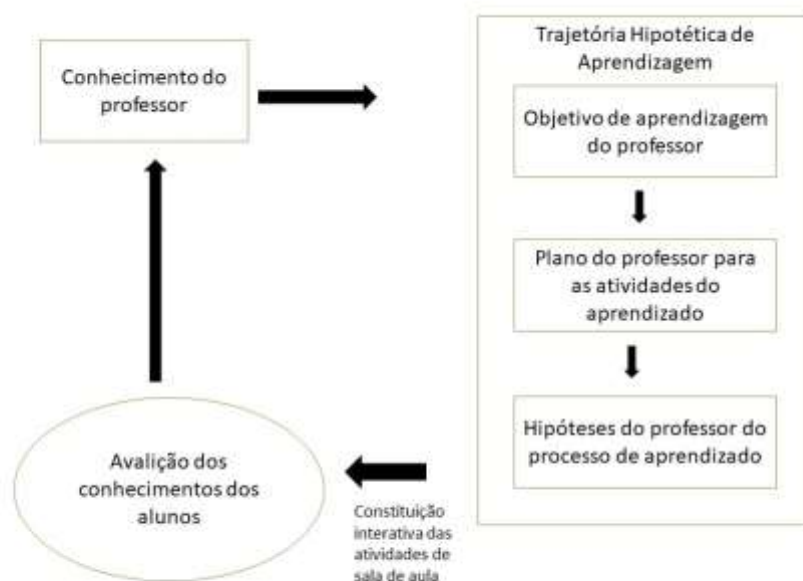 Conhecimento do
professor
Trajetória Hipotética de
Aprendizagem
Objetivo de aprendizagem
do professor
Plano do professor para
as atividades do
aprendizado
Hipóteses do professor do
processo de aprendizado
Avalição dos
conhecimentos dos
alunos
Constituição
interativa das
atividades de
sala de aula